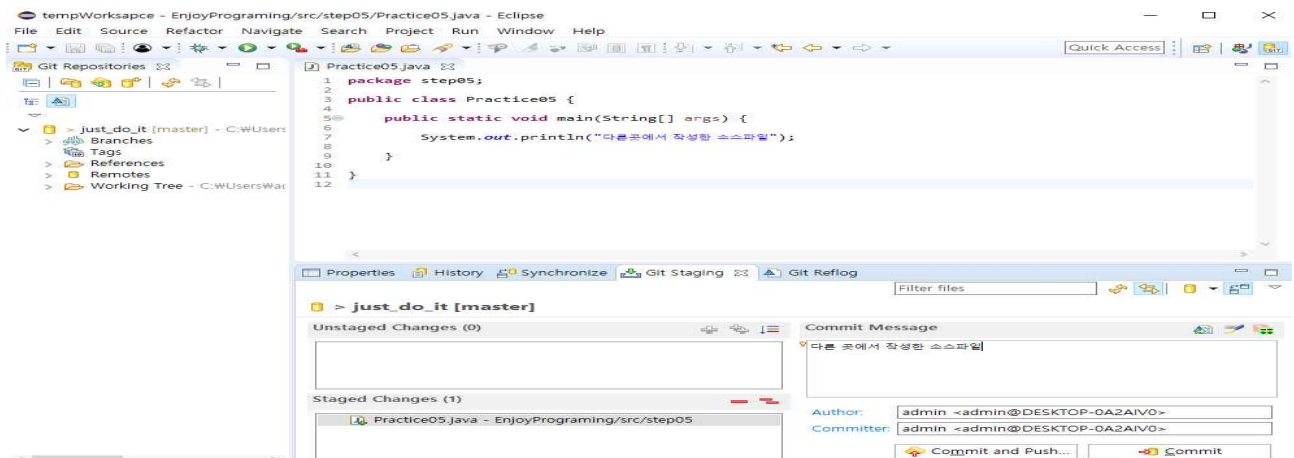 tempWorksapce - EnjoyPrograming/src/step05/Practice05.java - Eclipse
File Edit Source Refactor Navigate Search Project Run Window Help
Quick Access
Git Repositories
Practice05.java
1 package step05;
2
3 public class Practice05 {
4
5 public static void main(String[] args) {
6
7 System.out.println("다른곳에서 작성한 소스파일");
8
9 }
10
11 }
12
> just_do_it [master] - C:₩Users
Branches
Tags
References
Remotes
Working Tree - C:₩Users₩ad
Properties History Synchronize Git Staging Git Reflog
Filter files
> just_do_it [master]
Unstaged Changes (0)
Commit Message
다른 곳에서 작성한 소스파일
Staged Changes (1)
Practice05.java - EnjoyPrograming/src/step05
Author: admin <admin@DESKTOP-0A2AIV0>
Committer: admin <admin@DESKTOP-0A2AIV0>
Commit and Push... Commit